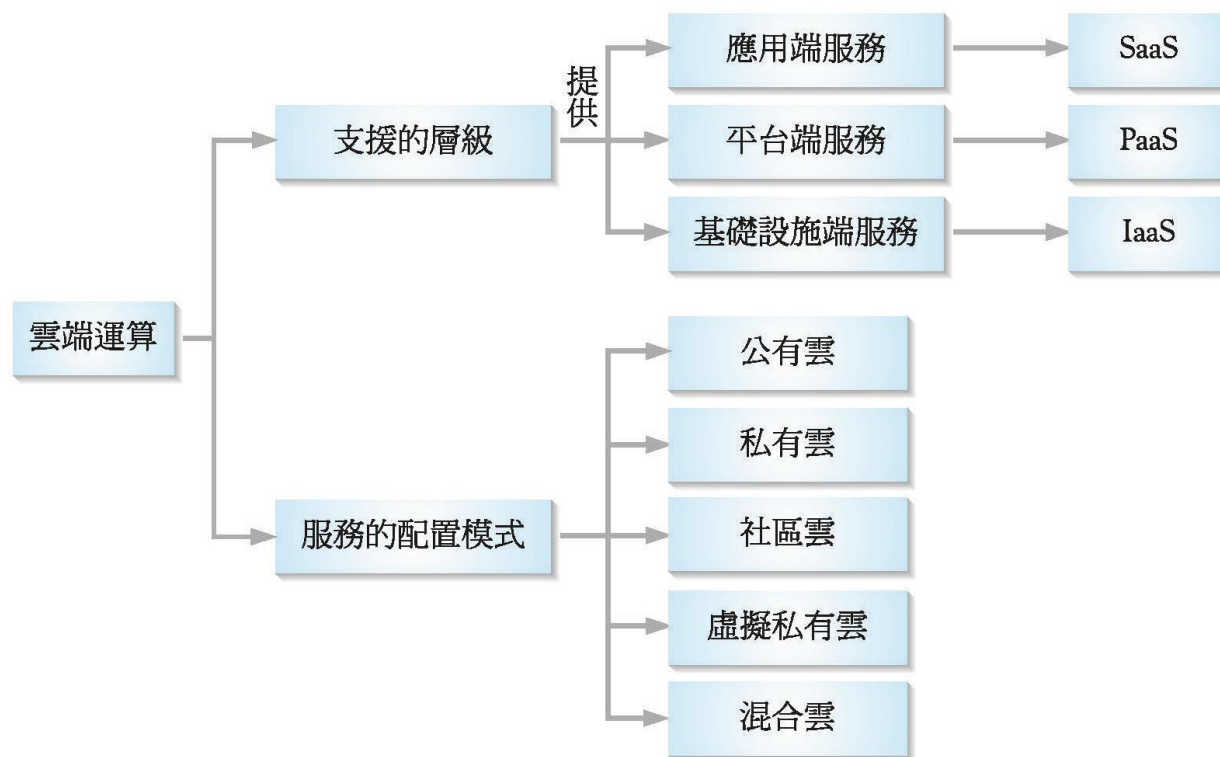 雲端運算
支援的層級
提供
應用端服務
SaaS
平台端服務
PaaS
基礎設施端服務
IaaS
服務的配置模式
公有雲
私有雲
社區雲
虛擬私有雲
混合雲